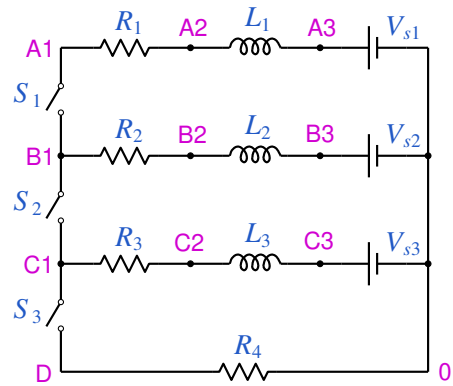 A1 R1 A2 L1 A3 Vs1
S1
B1 R2 B2 L2 B3 Vs2
S2
C1 R3 C2 L3 C3 Vs3
S3
D R4 0